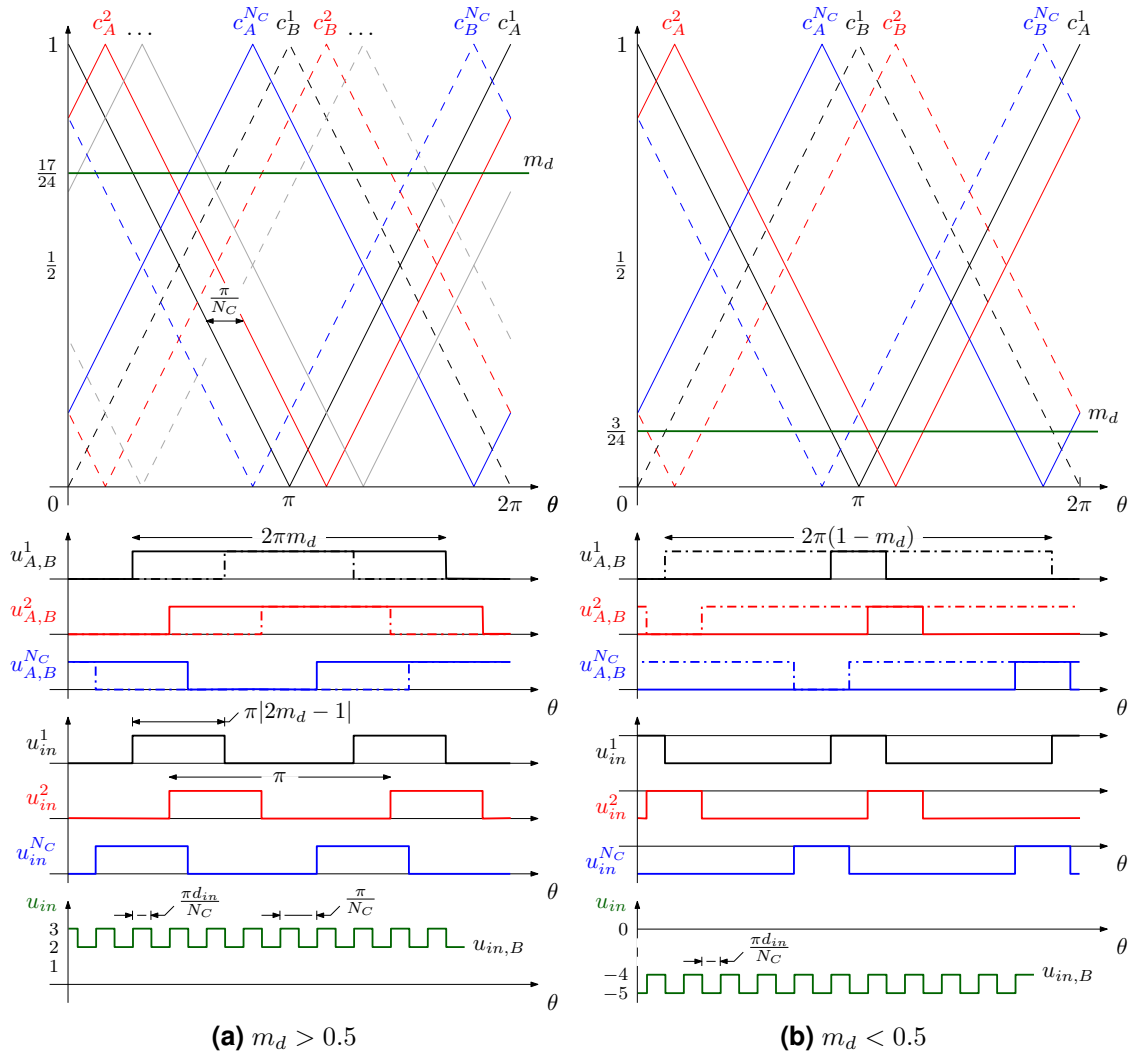 c_A^2 … c_A^{N_C} c_B^1 c_B^2 … c_B^{N_C} c_A^1
1
17/24
m_d
1/2
π/N_C
0 π 2π θ
u_{A,B}^1 2πm_d
u_{A,B}^2
u_{A,B}^{N_C}
θ
π|2m_d − 1|
u_{in}^1
π
u_{in}^2
u_{in}^{N_C}
θ
u_{in}
πd_{in}/N_C π/N_C
3
2
1
u_{in,B}
θ
(a) m_d > 0.5
c_A^2 c_A^{N_C} c_B^1 c_B^2 c_B^{N_C} c_A^1
1
1/2
3/24
m_d
0 π 2π θ
u_{A,B}^1 2π(1 − m_d)
u_{A,B}^2
u_{A,B}^{N_C}
θ
u_{in}^1
u_{in}^2
u_{in}^{N_C}
θ
u_{in}
0
θ
πd_{in}/N_C
−4
−5
u_{in,B}
(b) m_d < 0.5